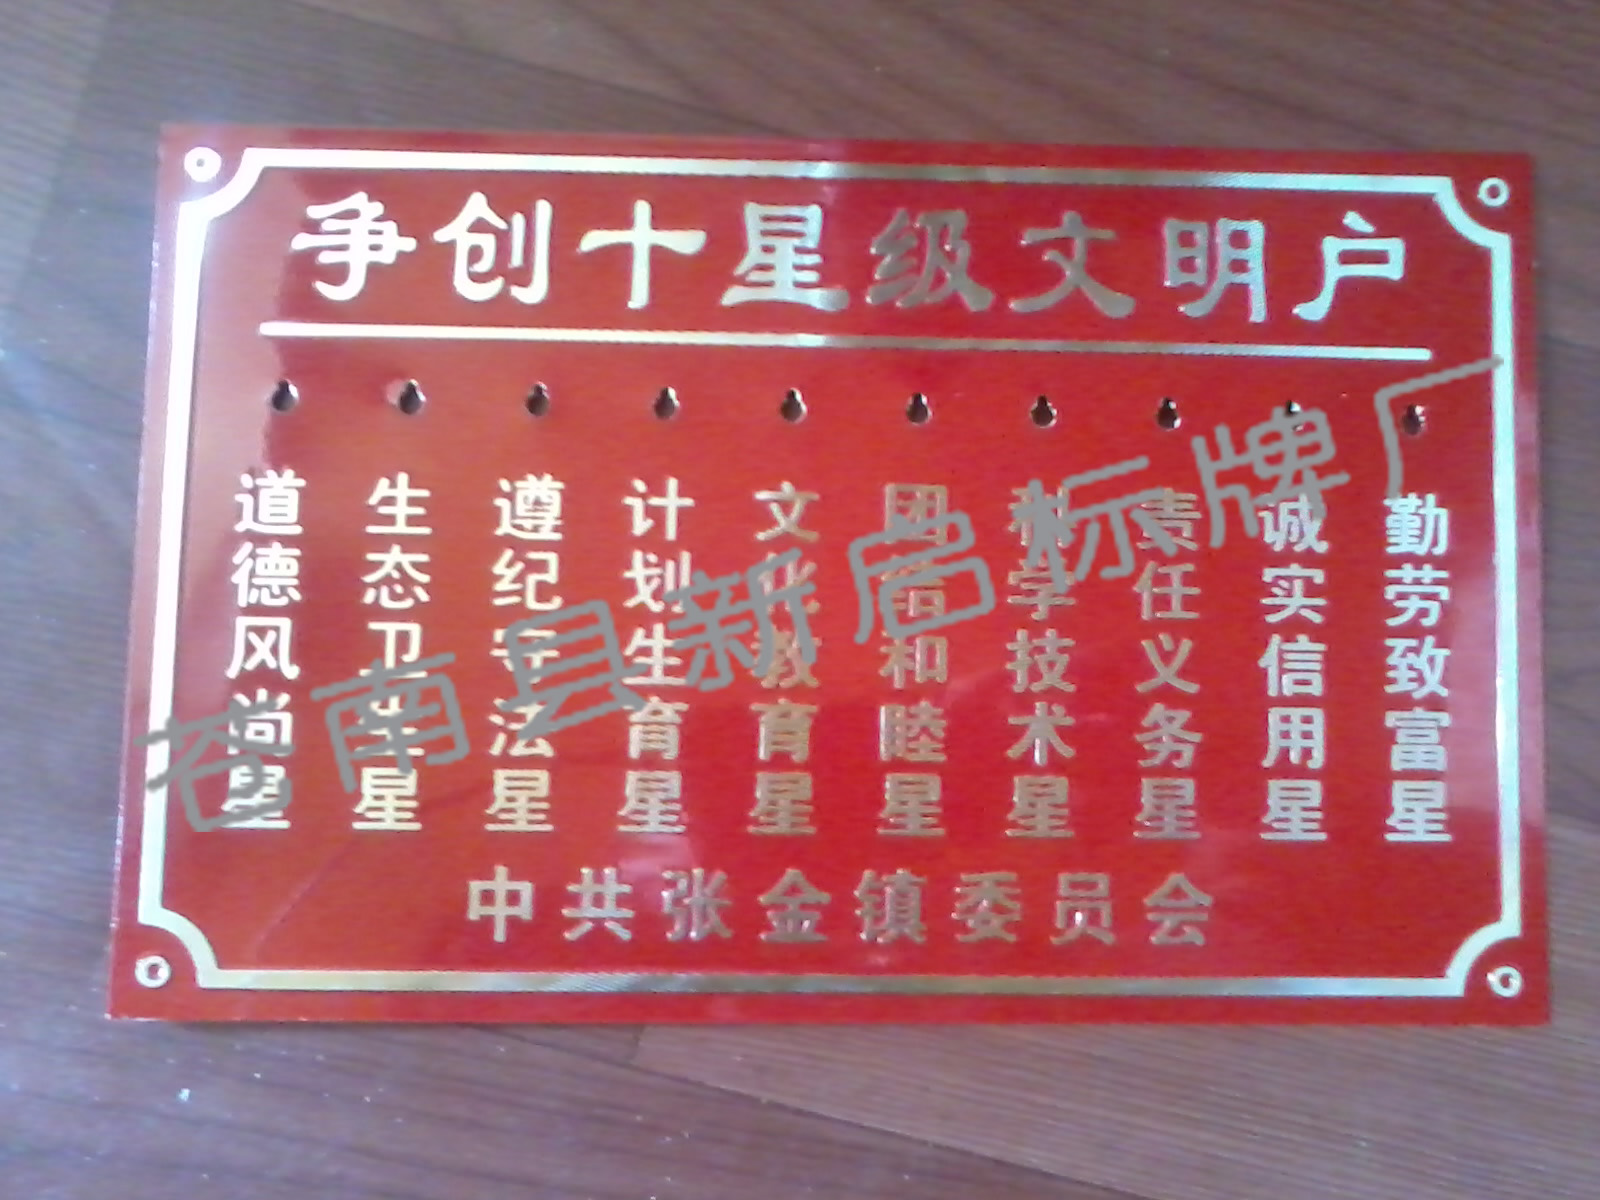 争创十星级文明户
道德风尚星
生态卫生星
遵纪守法星
计划生育星
文化教育星
团结和睦星
科学技术星
责任义务星
诚实信用星
勤劳致富星
中共张金镇委员会
苍南县新启标牌厂